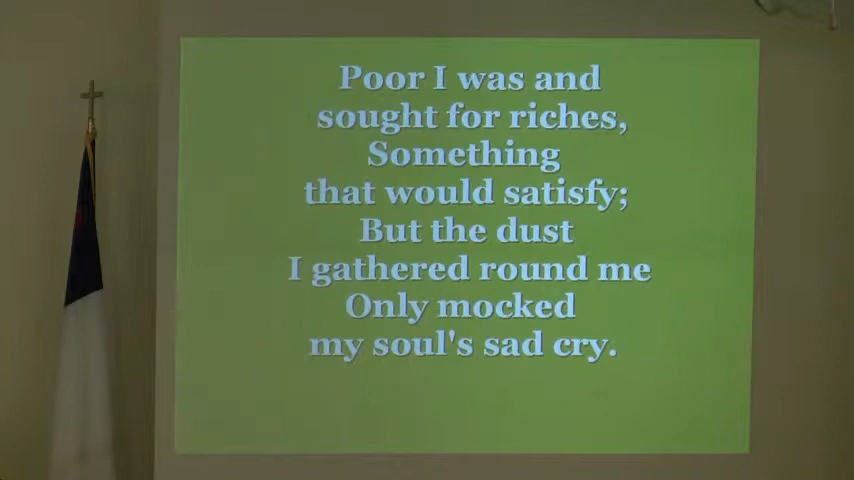 Poor I was and
sought for riches,
Something
that would satisfy;
But the dust
I gathered round me
Only mocked
my soul's sad cry.